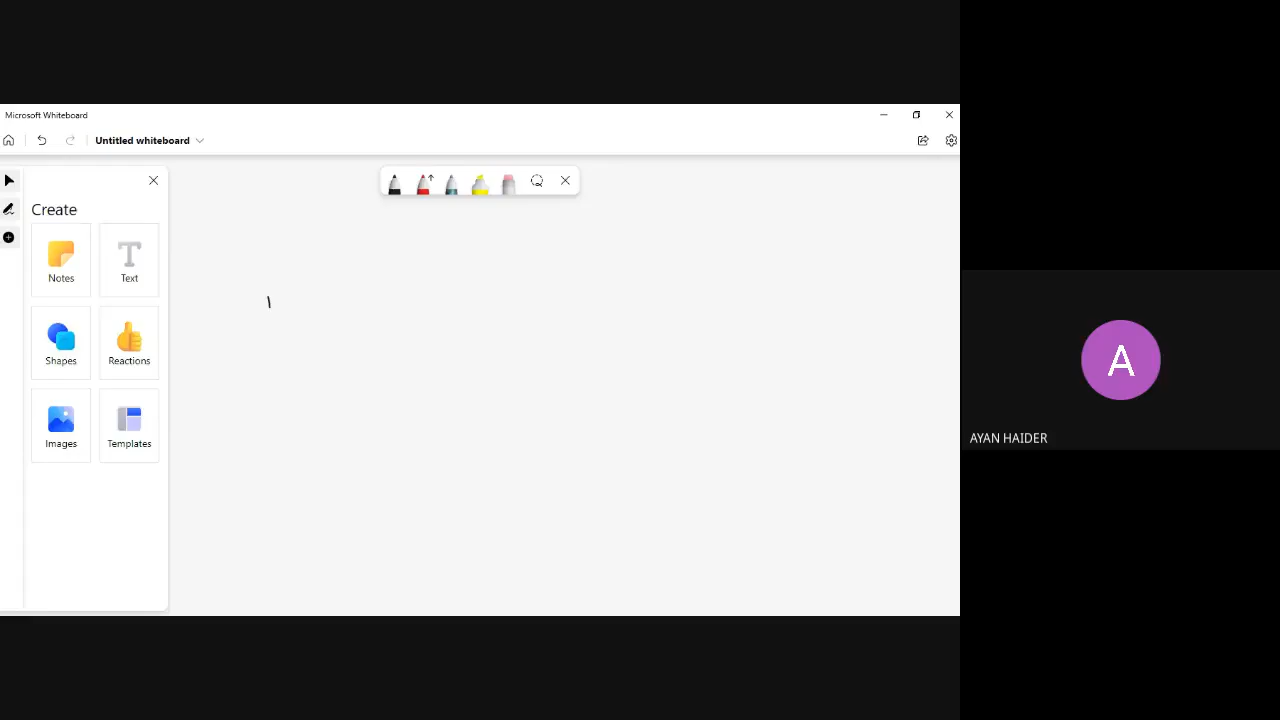 Microsoft Whiteboard
Untitled whiteboard
Create
Notes
Text
Shapes
Reactions
Images
Templates
A
AYAN HAIDER